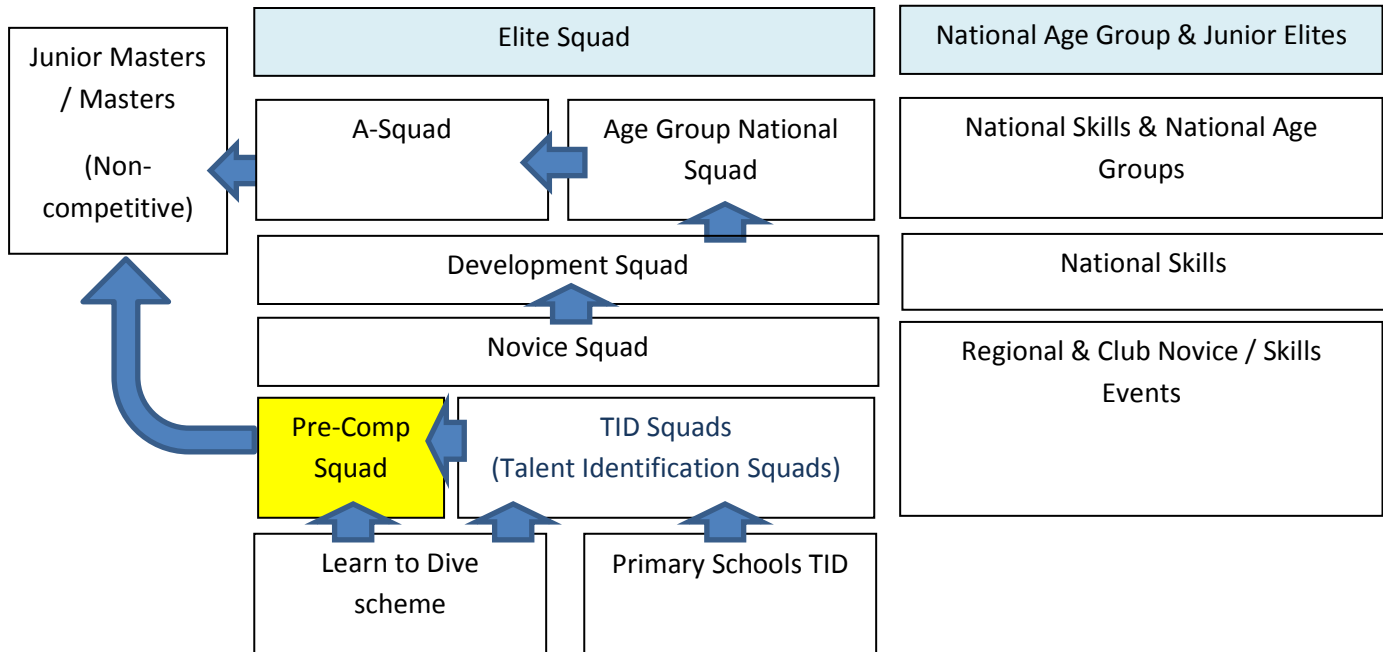 Junior Masters
/ Masters
(Non-
competitive)
Elite Squad
National Age Group & Junior Elites
A-Squad
Age Group National
Squad
National Skills & National Age
Groups
Development Squad
National Skills
Novice Squad
Regional & Club Novice / Skills
Events
Pre-Comp
Squad
TID Squads
(Talent Identification Squads)
Learn to Dive
scheme
Primary Schools TID